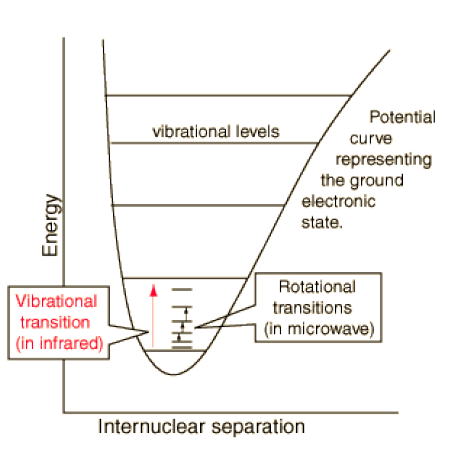 vibrational levels
Potential
curve
representing
the ground
electronic
state.
Energy
Vibrational
transition
(in infrared)
Rotational
transitions
(in microwave)
Internuclear separation